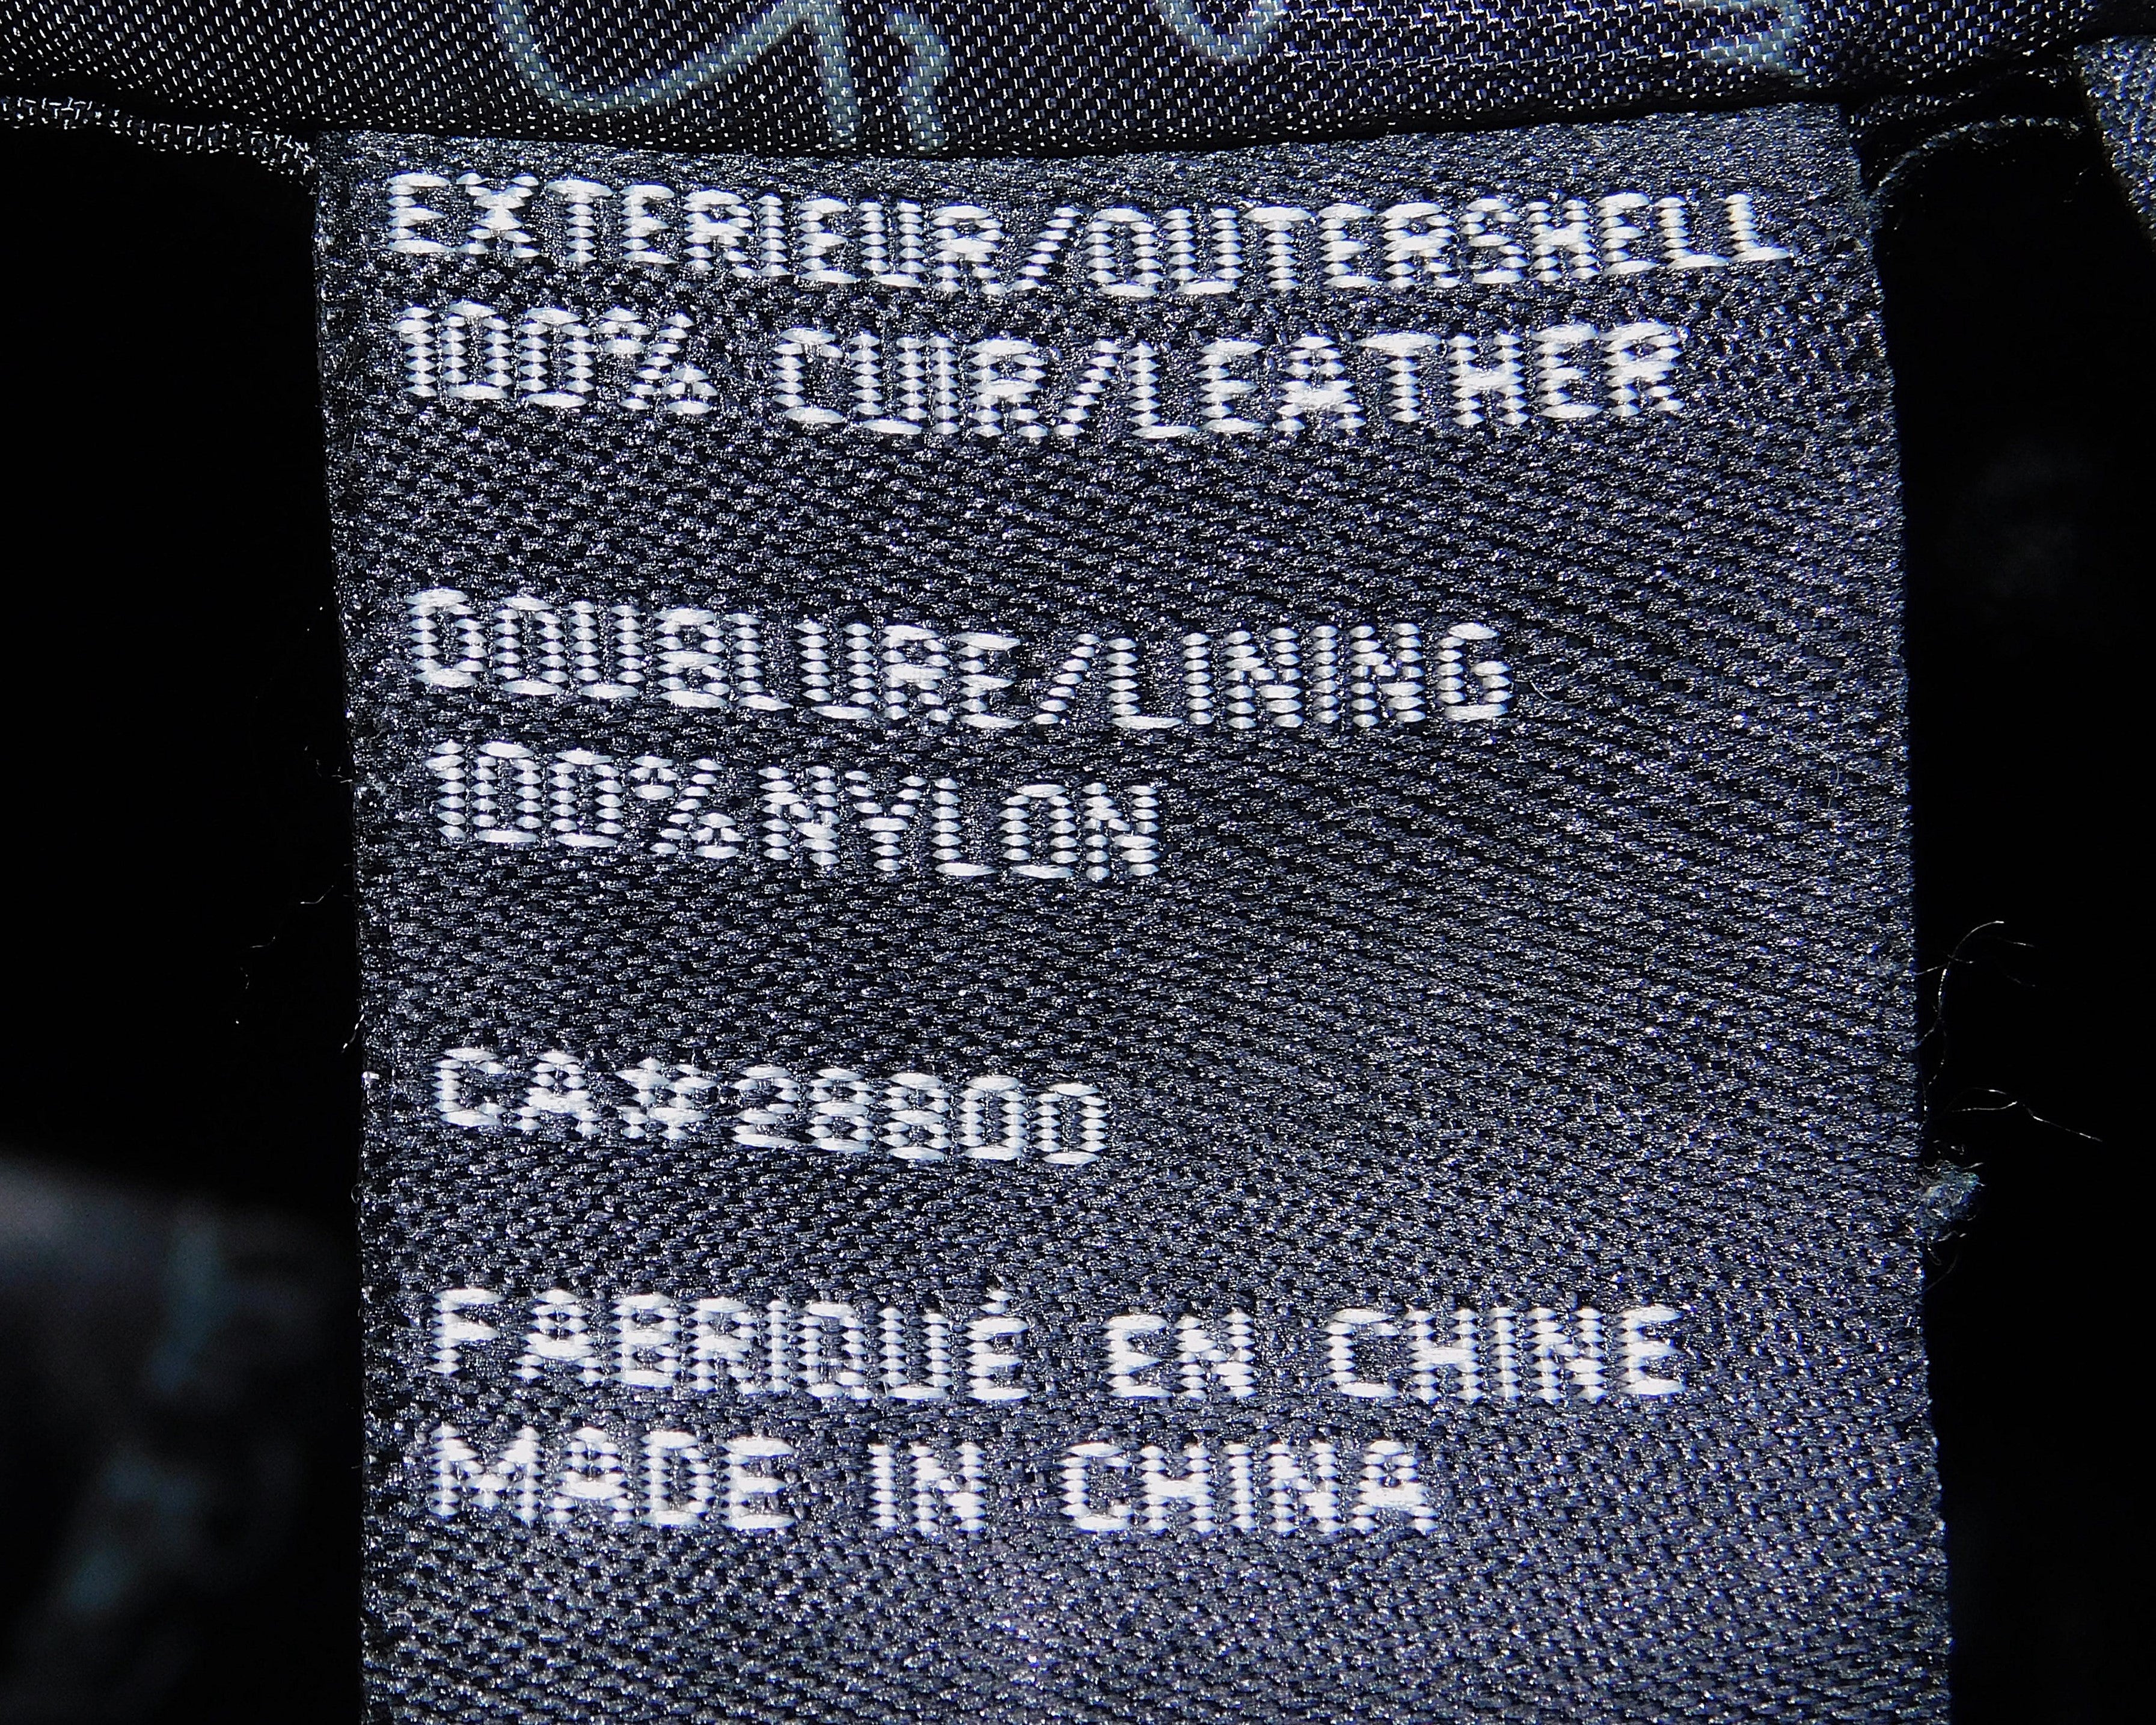 EXTERIEUR/OUTERSHELL
100% CUIR/LEATHER
DOUBLURE/LINING
100% NYLON
CA#28800
FABRIQUÉ EN CHINE
MADE IN CHINA